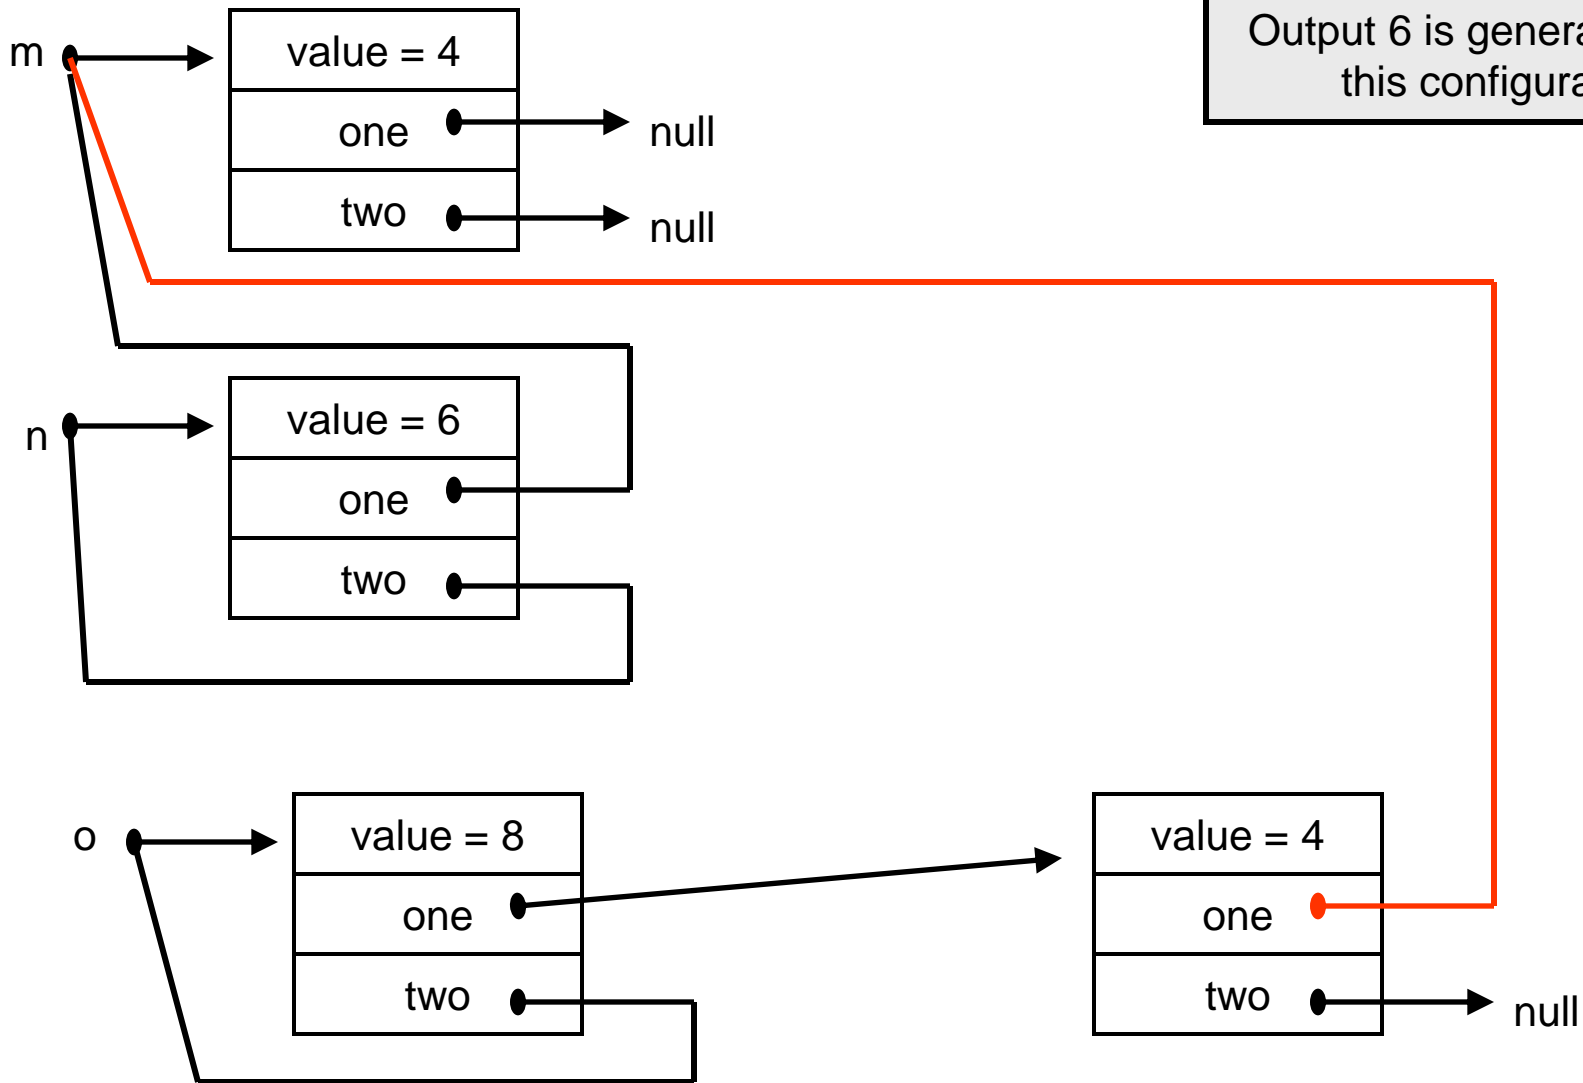 Output 6 is genera
this configura
m
value = 4
one
null
two
null
n
value = 6
one
two
o
value = 8
one
two
value = 4
one
two
null